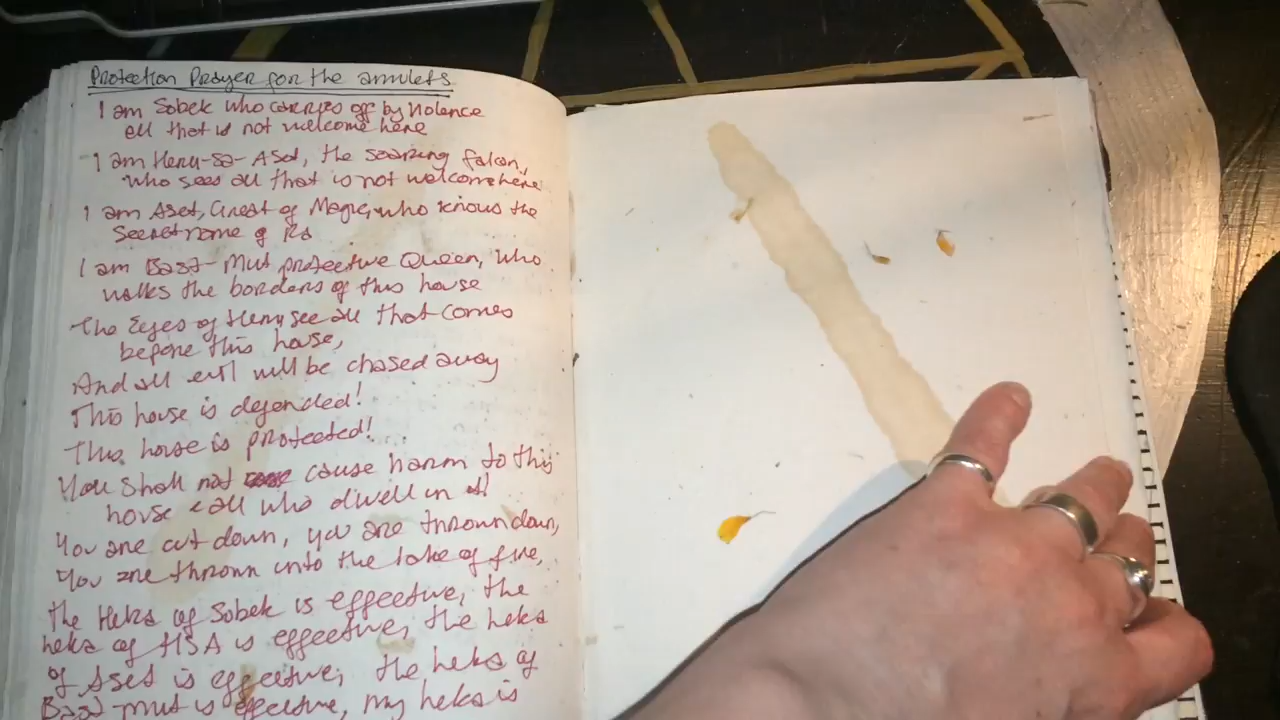 Protection Prayer for the amulets
I am Sobek who carries off by violence
all that is not welcome here
I am Heru-sa-Aset, the soaring falcon,
who sees all that is not welcome here
I am Aset, Great of Magic, who knows the
secret name of Ra
I am Bast-Mut protective Queen, who
walks the borders of this house
The Eyes of Heru see all that comes
before this house,
And all evil will be chased away
This house is defended!
This house is protected!
You shall not cause harm to this
house & all who dwell in it!
You are cut down, you are thrown down,
You are thrown into the lake of fire,
The Heka of Sobek is effective, the
heka of HSA is effective, the heka
of Aset is effective, the heka of
Bast-mut is effective, my heka is